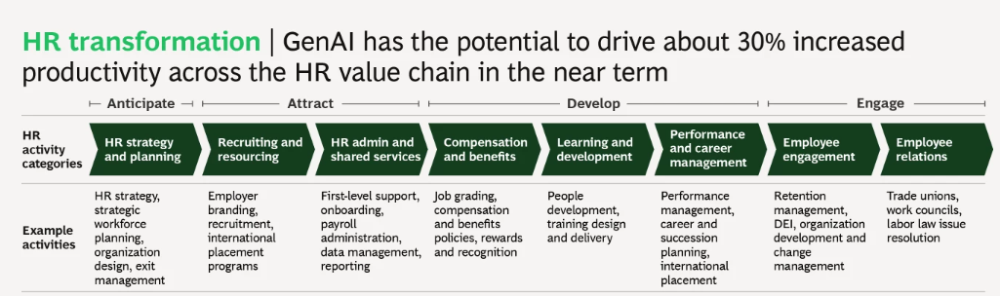 HR transformation | GenAI has the potential to drive about 30% increased
productivity across the HR value chain in the near term
Anticipate
Attract
Develop
Engage
HR
activity
categories
HR strategy
and planning
Recruiting and
resourcing
HR admin and
shared services
Compensation
and benefits
Learning and
development
Performance
and career
management
Employee
engagement
Employee
relations
Example
activities
HR strategy,
strategic
workforce
planning,
organization
design, exit
management
Employer
branding,
recruitment,
international
placement
programs
First-level support,
onboarding,
payroll
administration,
data management,
reporting
Job grading,
compensation
and benefits
policies, rewards
and recognition
People
development,
training design
and delivery
Performance
management,
career and
succession
planning,
international
placement
Retention
management,
DEI, organization
development and
change
management
Trade unions,
work councils,
labor law issue
resolution